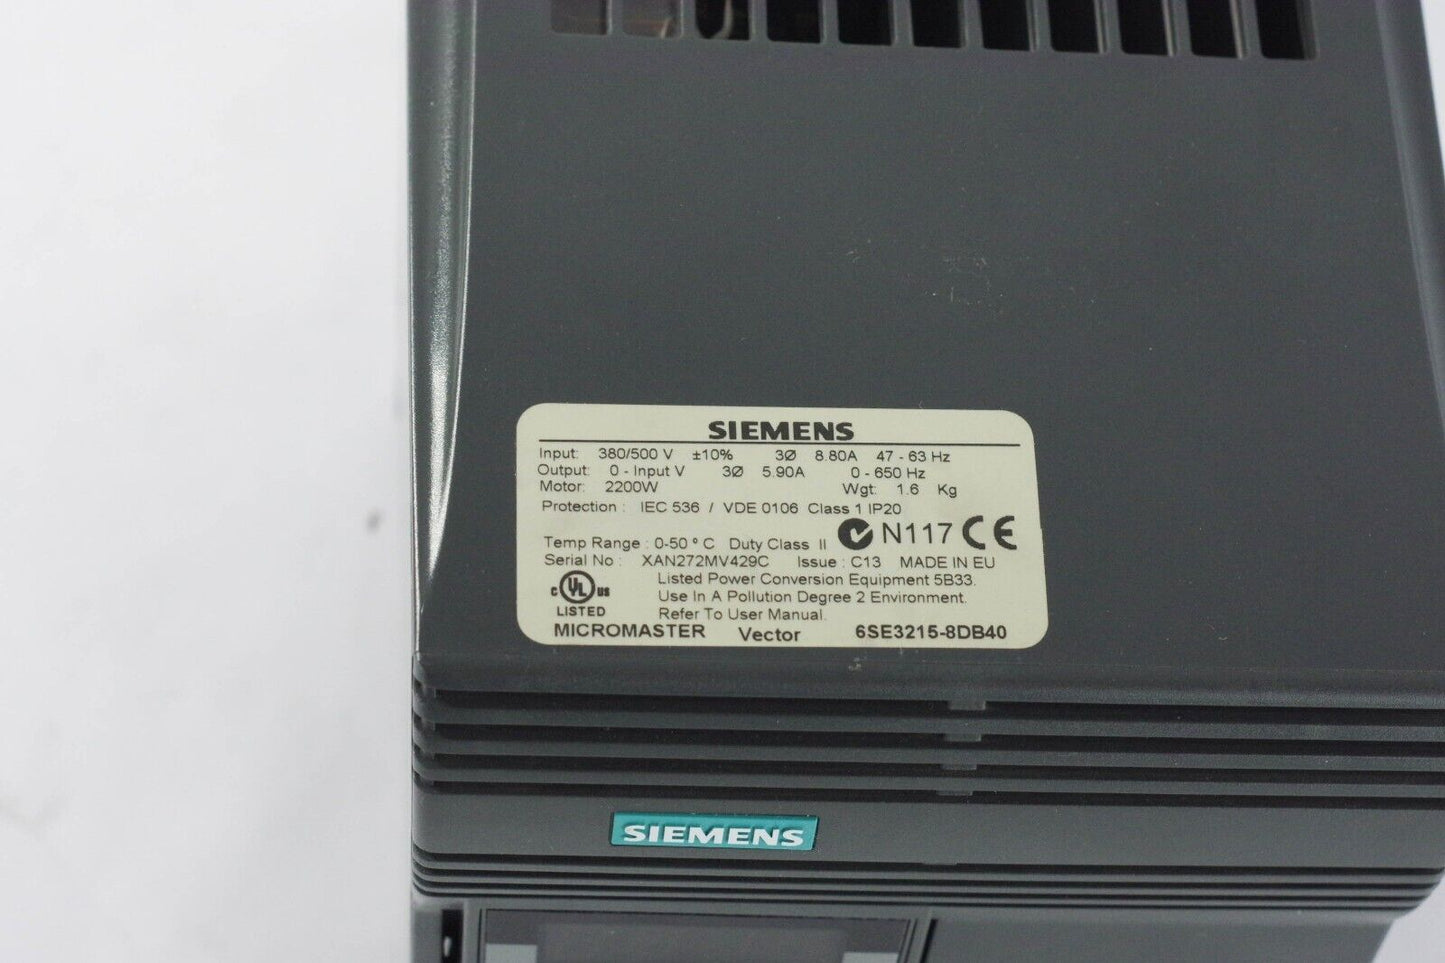 SIEMENS
Input: 380/500 V ±10% 3Ø 8.80A 47 - 63 Hz
Output: 0 - Input V 3Ø 5.90A 0 - 650 Hz
Motor: 2200W Wgt: 1.6 Kg
Protection : IEC 536 / VDE 0106 Class 1 IP20
N117 CE
Temp Range : 0-50 ° C Duty Class II
Serial No : XAN272MV429C Issue : C13 MADE IN EU
Listed Power Conversion Equipment 5B33.
c UL us Use In A Pollution Degree 2 Environment.
LISTED Refer To User Manual.
MICROMASTER Vector 6SE3215-8DB40
SIEMENS